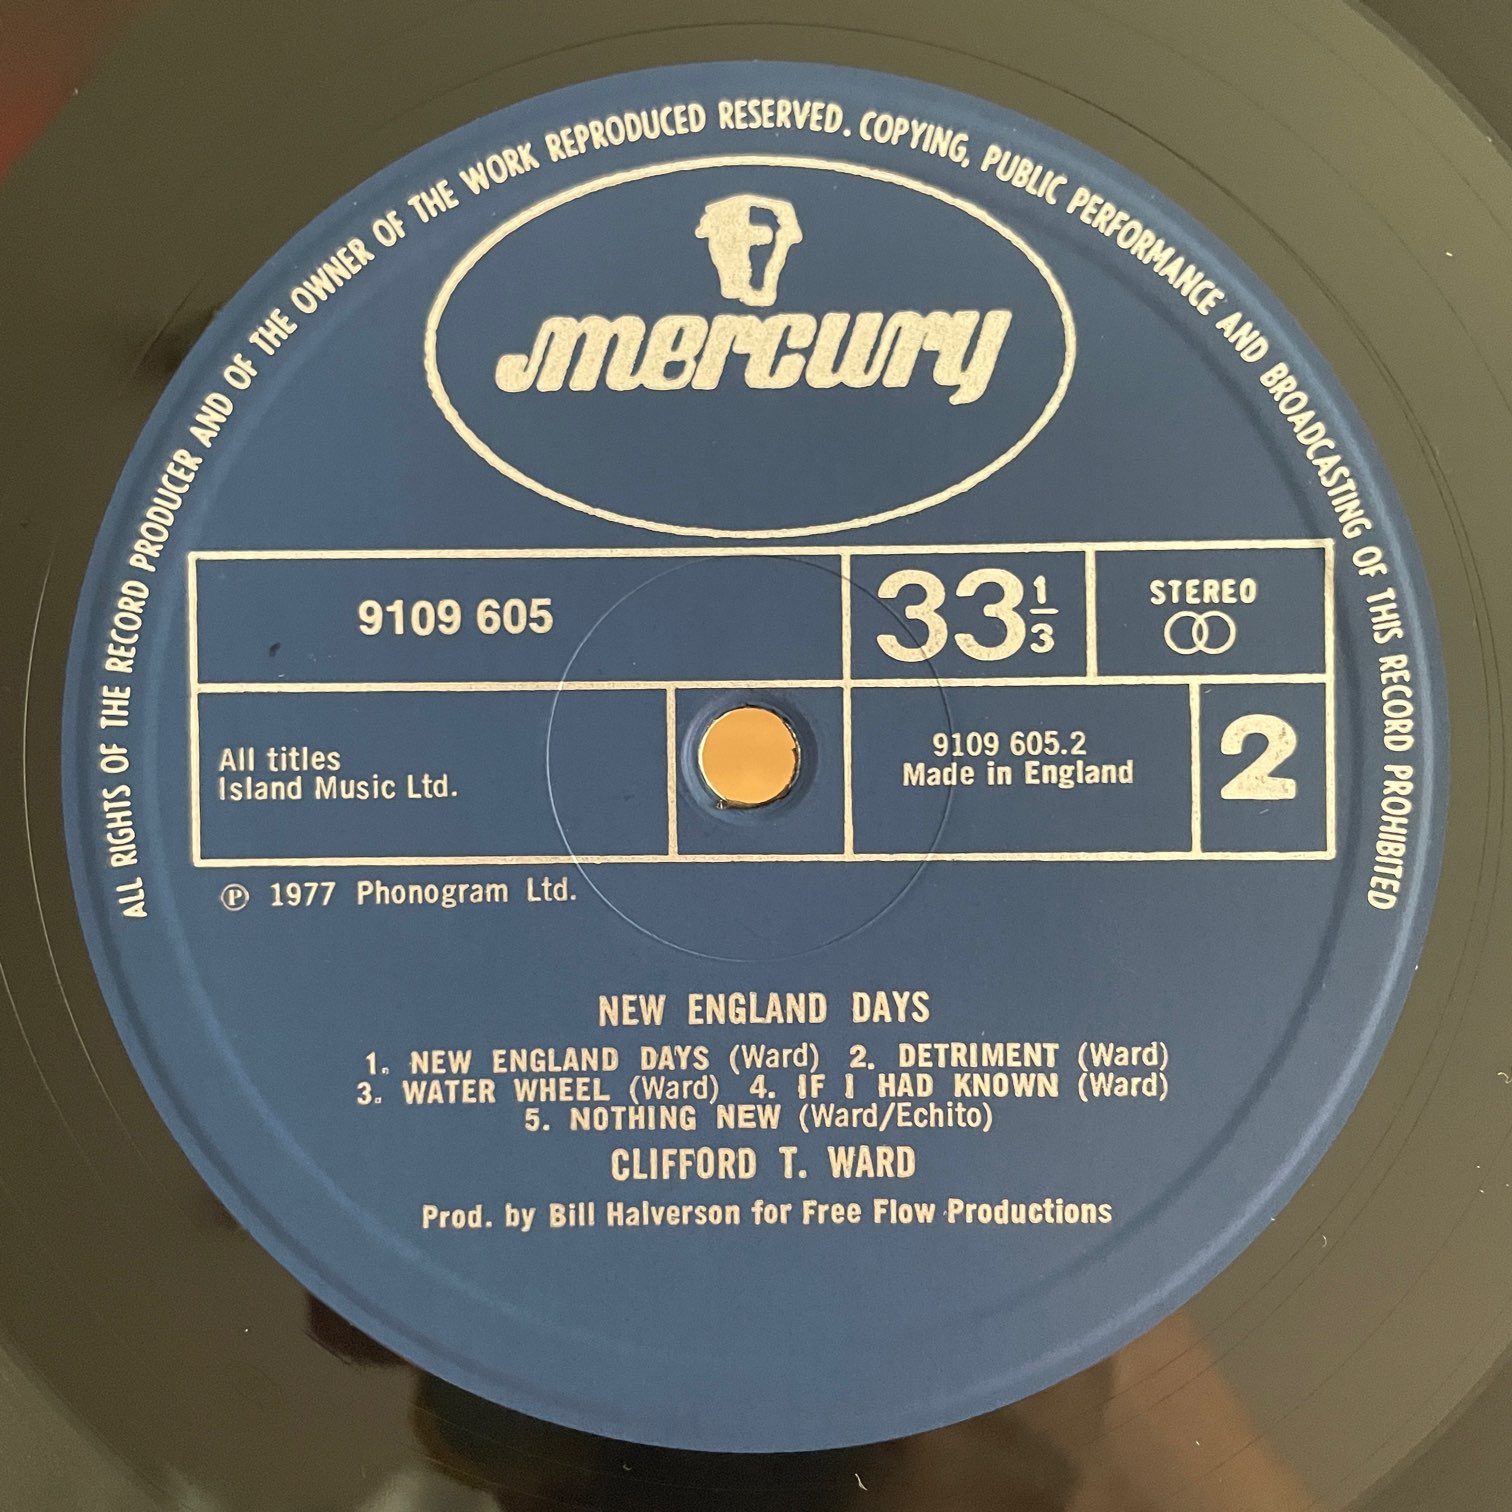 ALL RIGHTS OF THE RECORD PRODUCER AND OF THE OWNER OF THE WORK REPRODUCED RESERVED. COPYING, PUBLIC PERFORMANCE AND BROADCASTING OF THIS RECORD PROHIBITED
mercury
9109 605
33 1/3
STEREO
All titles
Island Music Ltd.
9109 605.2
Made in England
2
℗ 1977 Phonogram Ltd.
NEW ENGLAND DAYS
1. NEW ENGLAND DAYS (Ward) 2. DETRIMENT (Ward)
3. WATER WHEEL (Ward) 4. IF I HAD KNOWN (Ward)
5. NOTHING NEW (Ward/Echito)
CLIFFORD T. WARD
Prod. by Bill Halverson for Free Flow Productions